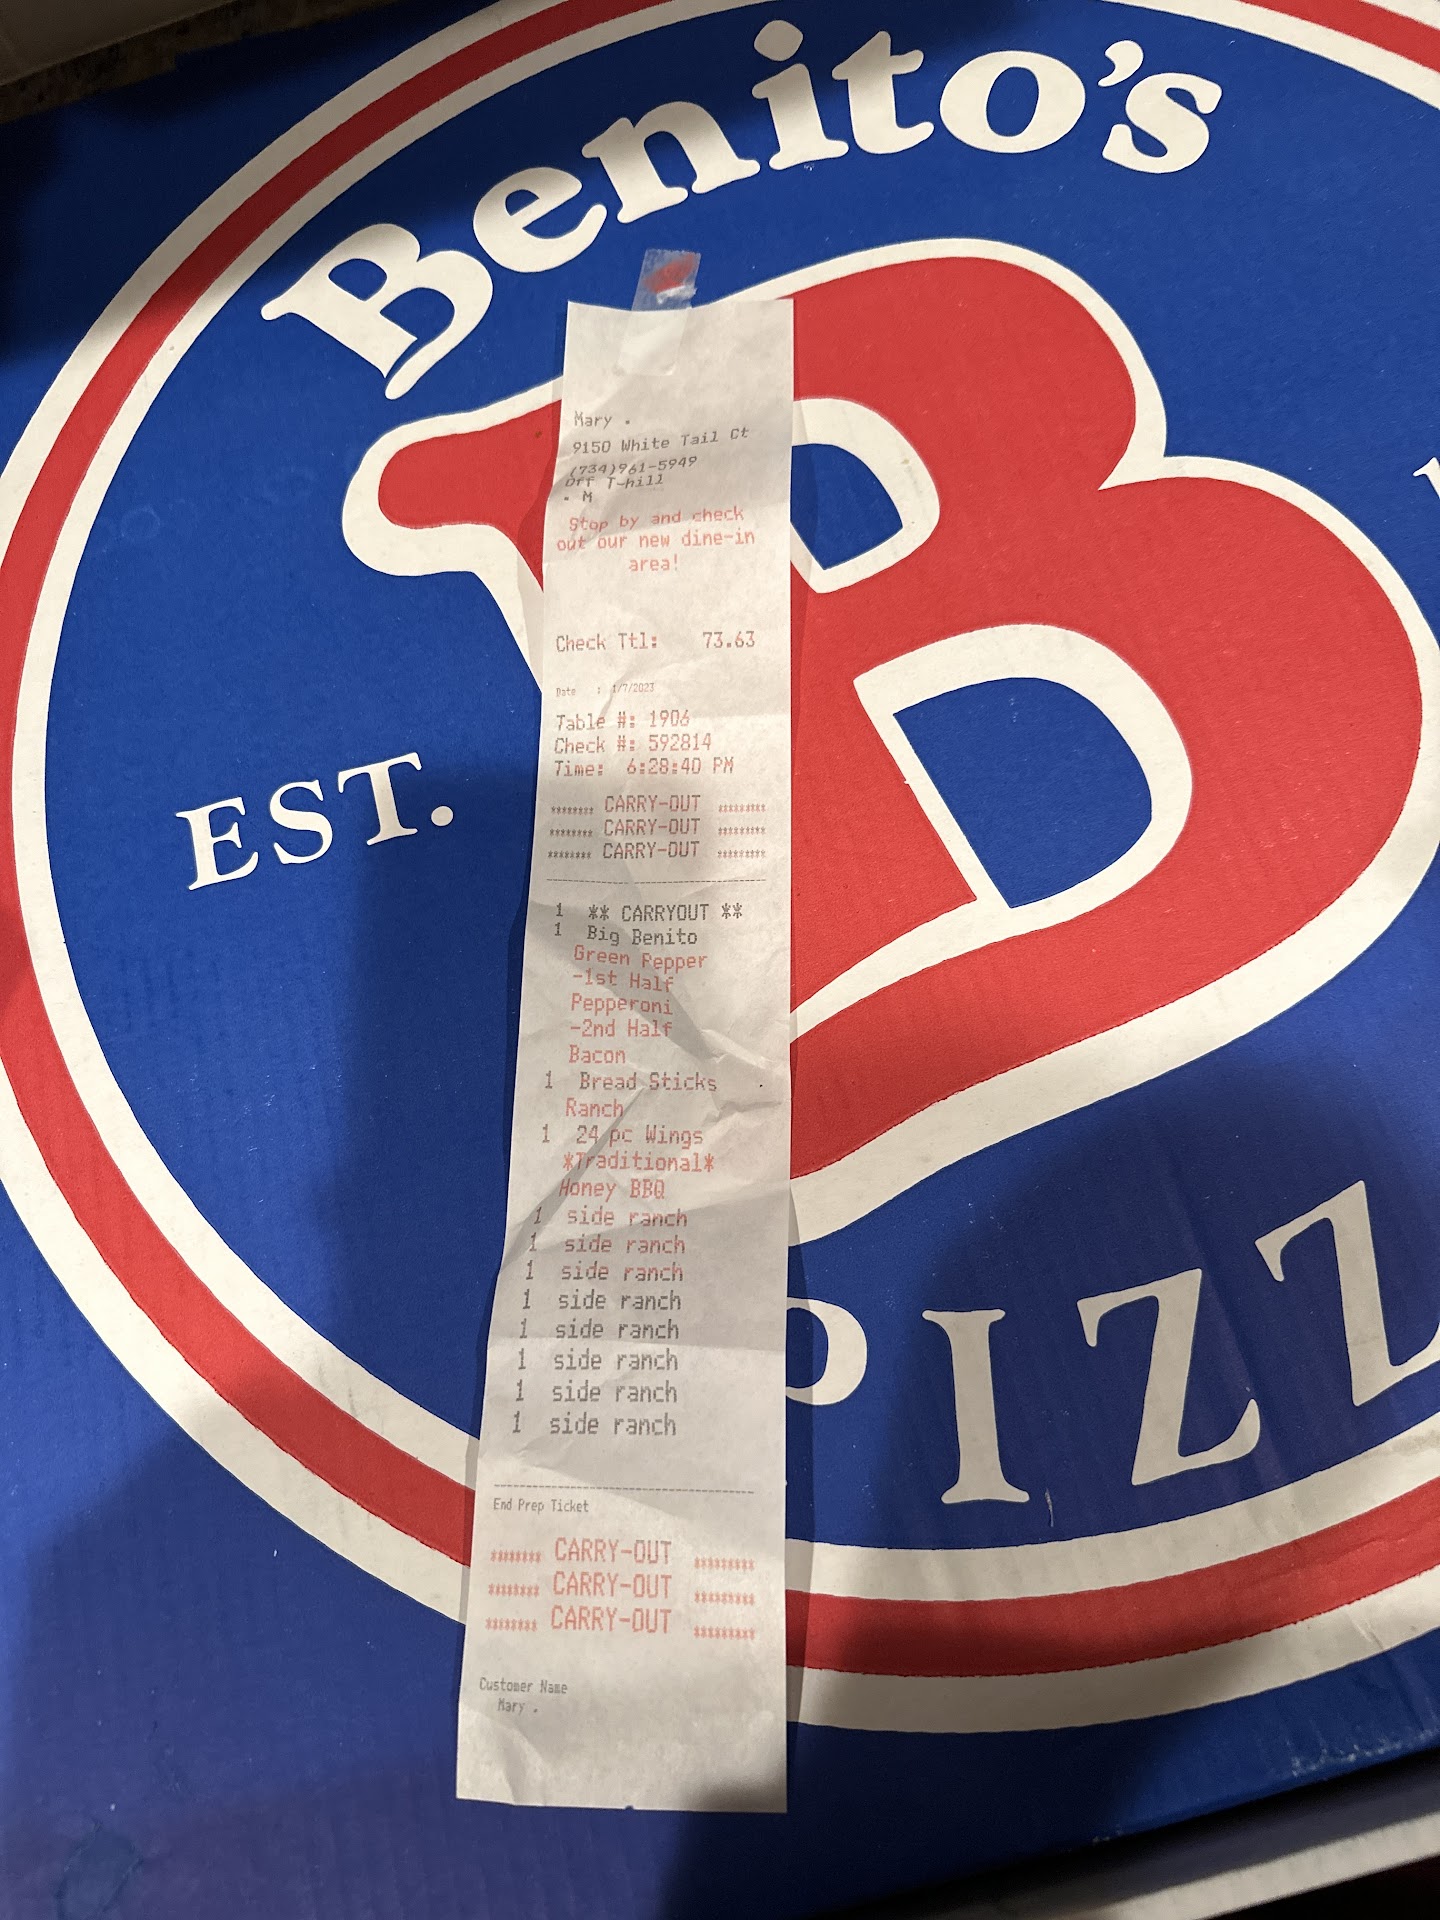 Benito's
EST.
PIZZ
Mary .
9150 White Tail Ct
(734)961-5949
Off T-hill
. M
Stop by and check
out our new dine-in
area!
Check Ttl: 73.63
Date : 1/7/2023
Table #: 1906
Check #: 592814
Time: 6:28:40 PM
******** CARRY-OUT *********
******** CARRY-OUT *********
******** CARRY-OUT *********
1 ** CARRYOUT **
1 Big Benito
Green Pepper
-1st Half
Pepperoni
-2nd Half
Bacon
1 Bread Sticks
Ranch
1 24 pc Wings
*Traditional*
Honey BBQ
1 side ranch
1 side ranch
1 side ranch
1 side ranch
1 side ranch
1 side ranch
1 side ranch
1 side ranch
End Prep Ticket
******** CARRY-OUT *********
******** CARRY-OUT *********
******** CARRY-OUT *********
Customer Name
Mary .